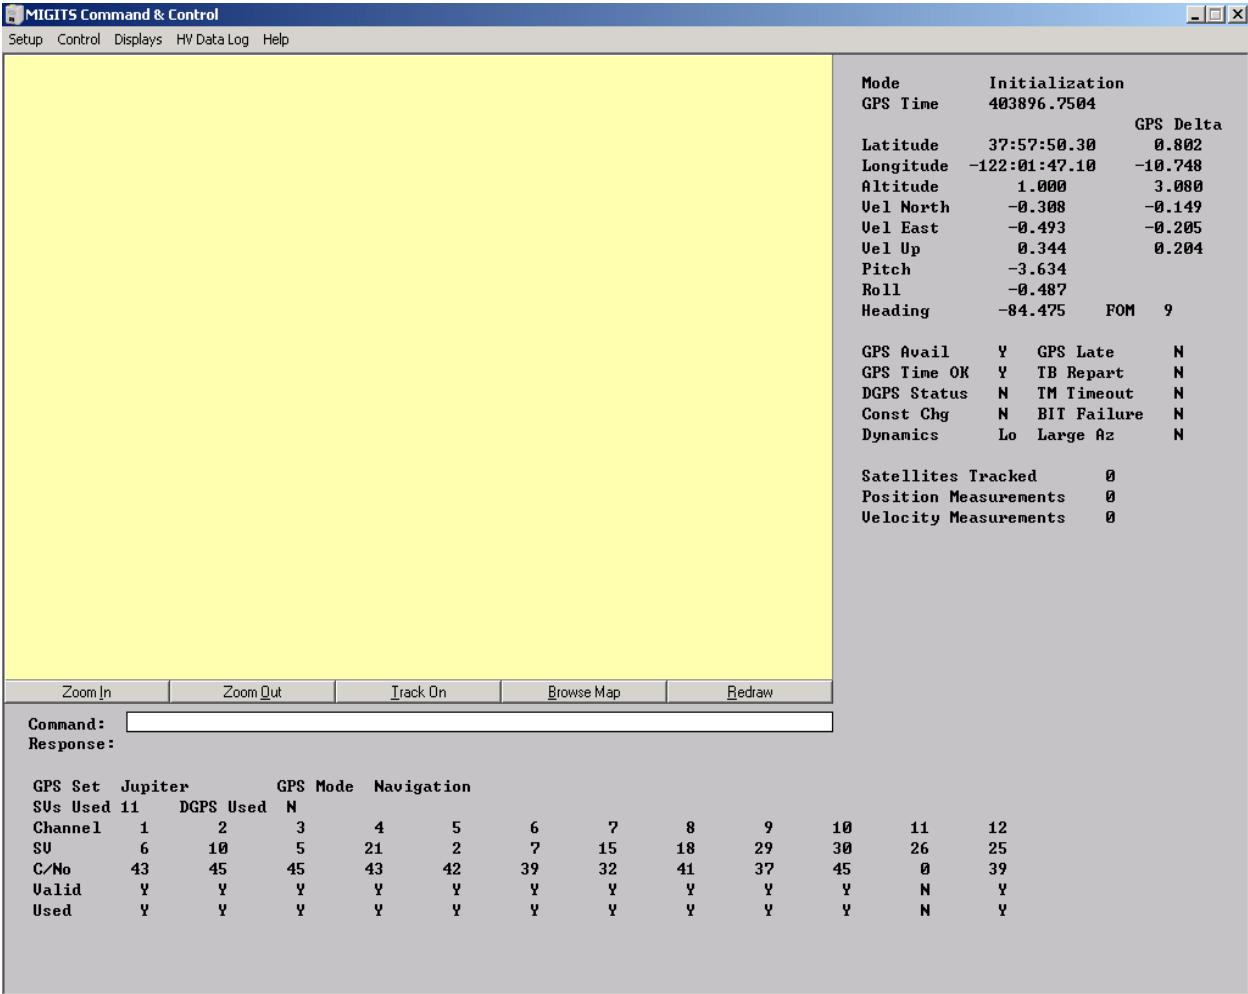 MIGITS Command & Control
Setup Control Displays HV Data Log Help
Mode Initialization
GPS Time 403896.7504
GPS Delta
Latitude 37:57:50.30 0.802
Longitude -122:01:47.10 -10.748
Altitude 1.000 3.080
Vel North -0.308 -0.149
Vel East -0.493 -0.205
Vel Up 0.344 0.204
Pitch -3.634
Roll -0.487
Heading -84.475 FOM 9
GPS Avail Y GPS Late N
GPS Time OK Y TB Repart N
DGPS Status N TM Timeout N
Const Chg N BIT Failure N
Dynamics Lo Large Az N
Satellites Tracked 0
Position Measurements 0
Velocity Measurements 0
Zoom In Zoom Out Track On Browse Map Redraw
Command:
Response:
GPS Set Jupiter GPS Mode Navigation
SVs Used 11 DGPS Used N
Channel 1 2 3 4 5 6 7 8 9 10 11 12
SV 6 10 5 21 2 7 15 18 29 30 26 25
C/No 43 45 45 43 42 39 32 41 37 45 0 39
Valid Y Y Y Y Y Y Y Y Y Y N Y
Used Y Y Y Y Y Y Y Y Y Y N Y